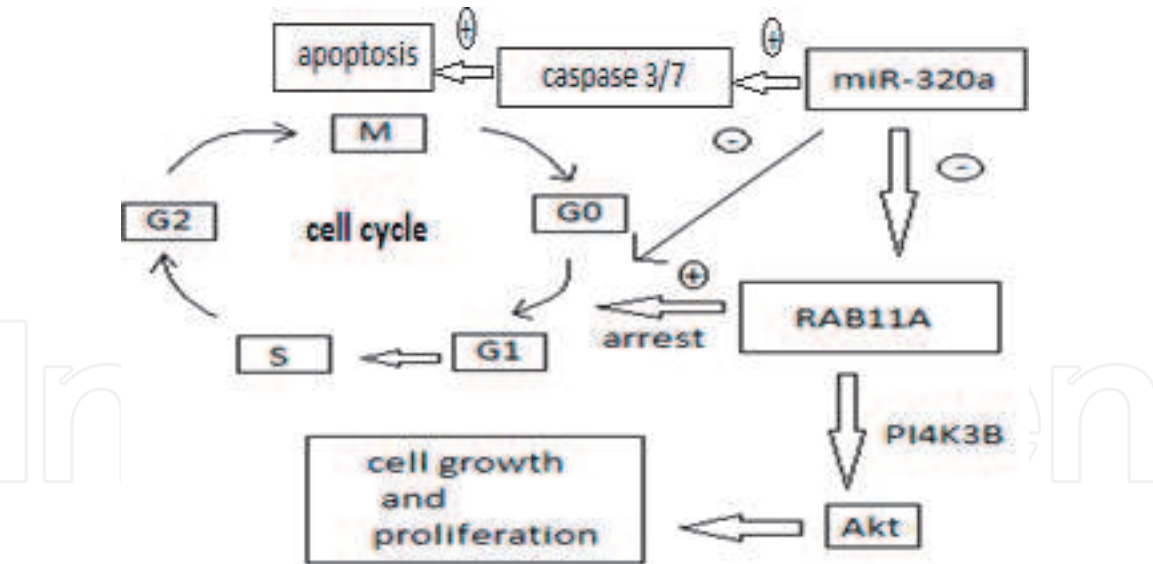 +
+
apoptosis
caspase 3/7
miR-320a
M
-
-
G2
cell cycle
G0
+
RAB11A
arrest
S
G1
PI4K3B
cell growth
and
proliferation
Akt